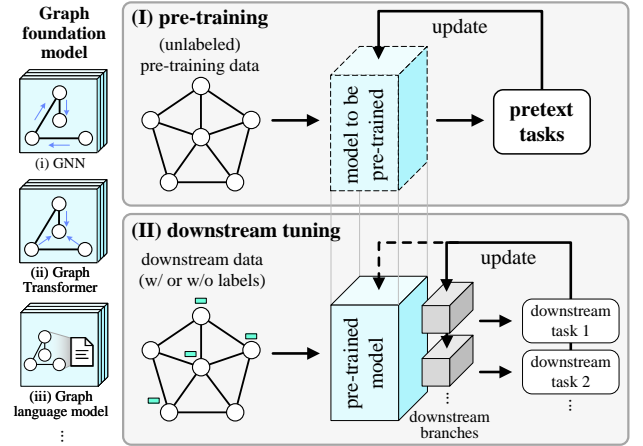 Graph
foundation
model
(i) GNN
(ii) Graph
Transformer
(iii) Graph
language model
⋮
(I) pre-training
(unlabeled)
pre-training data
model to be
pre-trained
update
pretext
tasks
(II) downstream tuning
downstream data
(w/ or w/o labels)
pre-trained
model
update
downstream
task 1
downstream
task 2
⋮
⋮
downstream
branches